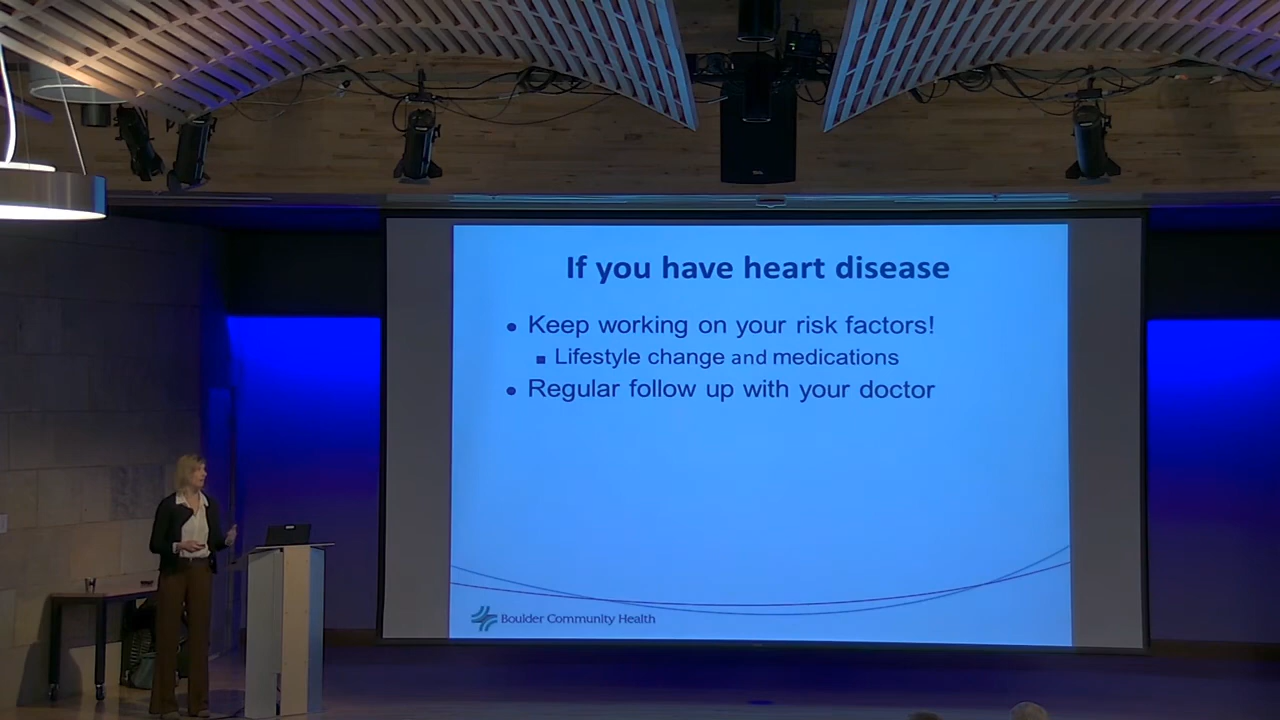 If you have heart disease
• Keep working on your risk factors!
▪ Lifestyle change and medications
• Regular follow up with your doctor
Boulder Community Health